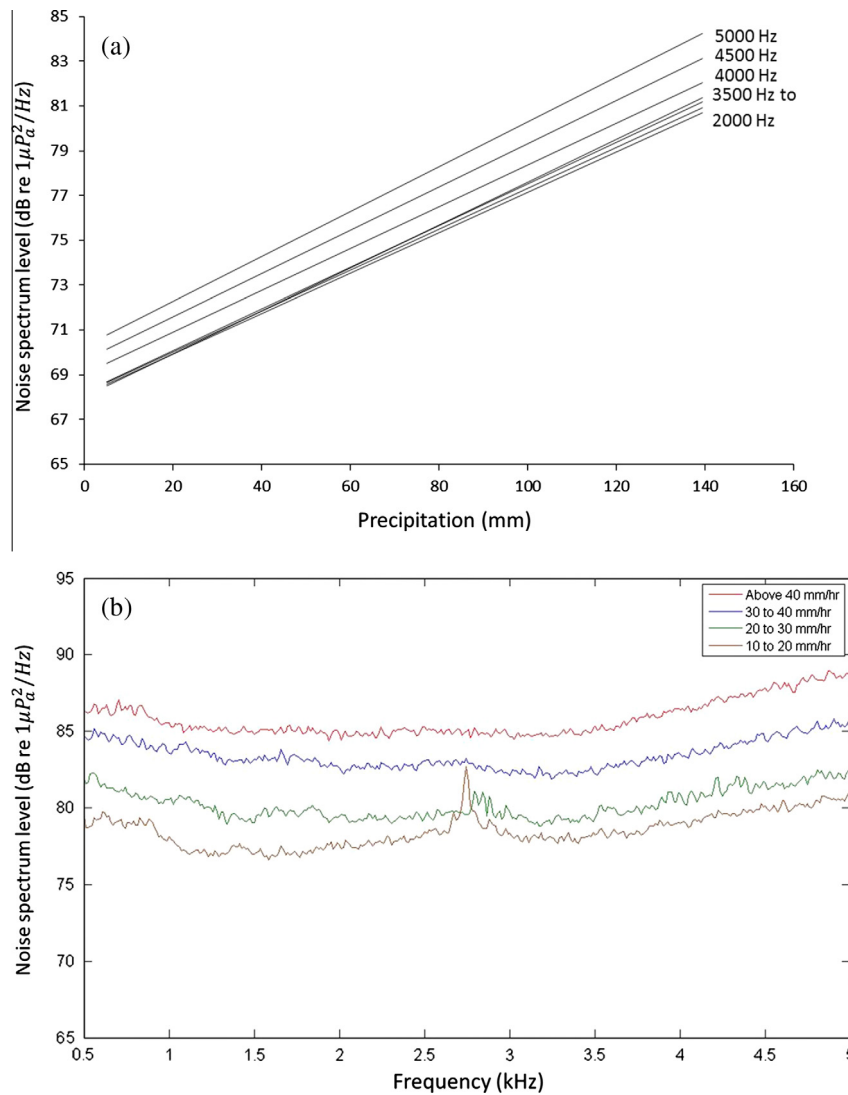 (a)
85
83
81
79
77
75
73
71
69
67
65
Noise spectrum level (dB re 1μPₐ²/Hz)
5000 Hz
4500 Hz
4000 Hz
3500 Hz to
2000 Hz
0 20 40 60 80 100 120 140 160
Precipitation (mm)
(b)
95
90
85
80
75
70
65
Noise spectrum level (dB re 1μPₐ²/Hz)
Above 40 mm/hr
30 to 40 mm/hr
20 to 30 mm/hr
10 to 20 mm/hr
0.5 1 1.5 2 2.5 3 3.5 4 4.5 5
Frequency (kHz)